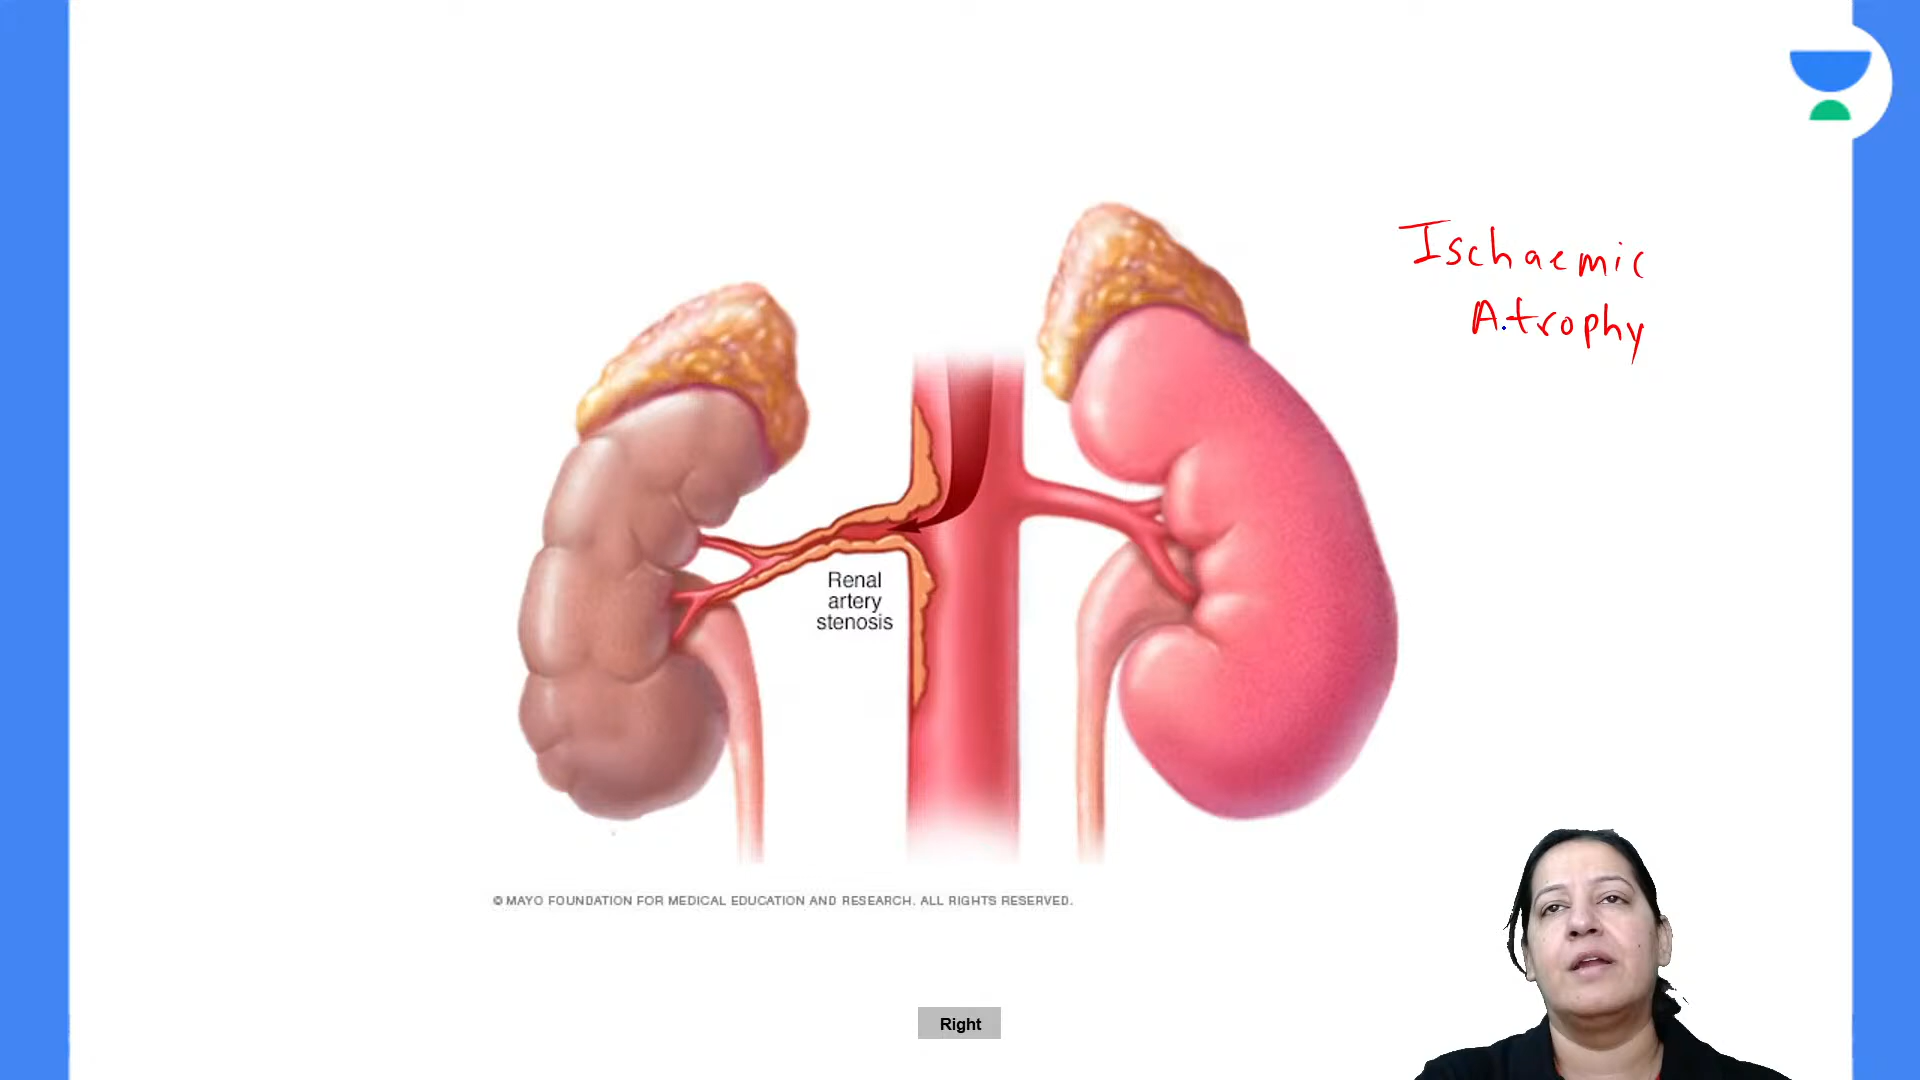 Ischaemic
Atrophy
Renal
artery
stenosis
© MAYO FOUNDATION FOR MEDICAL EDUCATION AND RESEARCH. ALL RIGHTS RESERVED.
Right